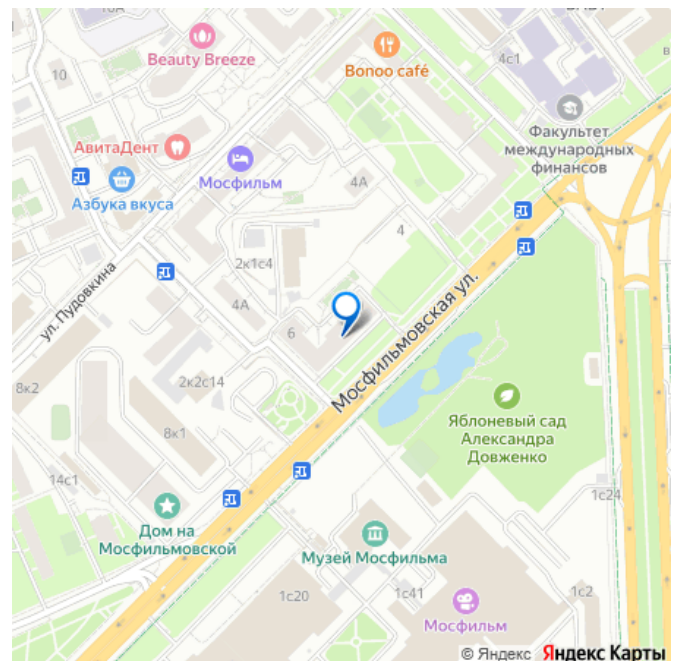 Beauty Breeze
Bonoo café
10
4с1
Факультет
международных
финансов
АвитаДент
Мосфильм
4А
Азбука вкуса
4
2к1с4
ул. Пудовкина
4А
6
Мосфильмовская ул.
8к2
2к2с14
8к1
Яблоневый сад
Александра
Довженко
14с1
1с24
Дом на
Мосфильмовской
Музей Мосфильма
1с20
1с41
1с2
Мосфильм
© Яндекс Яндекс Карты